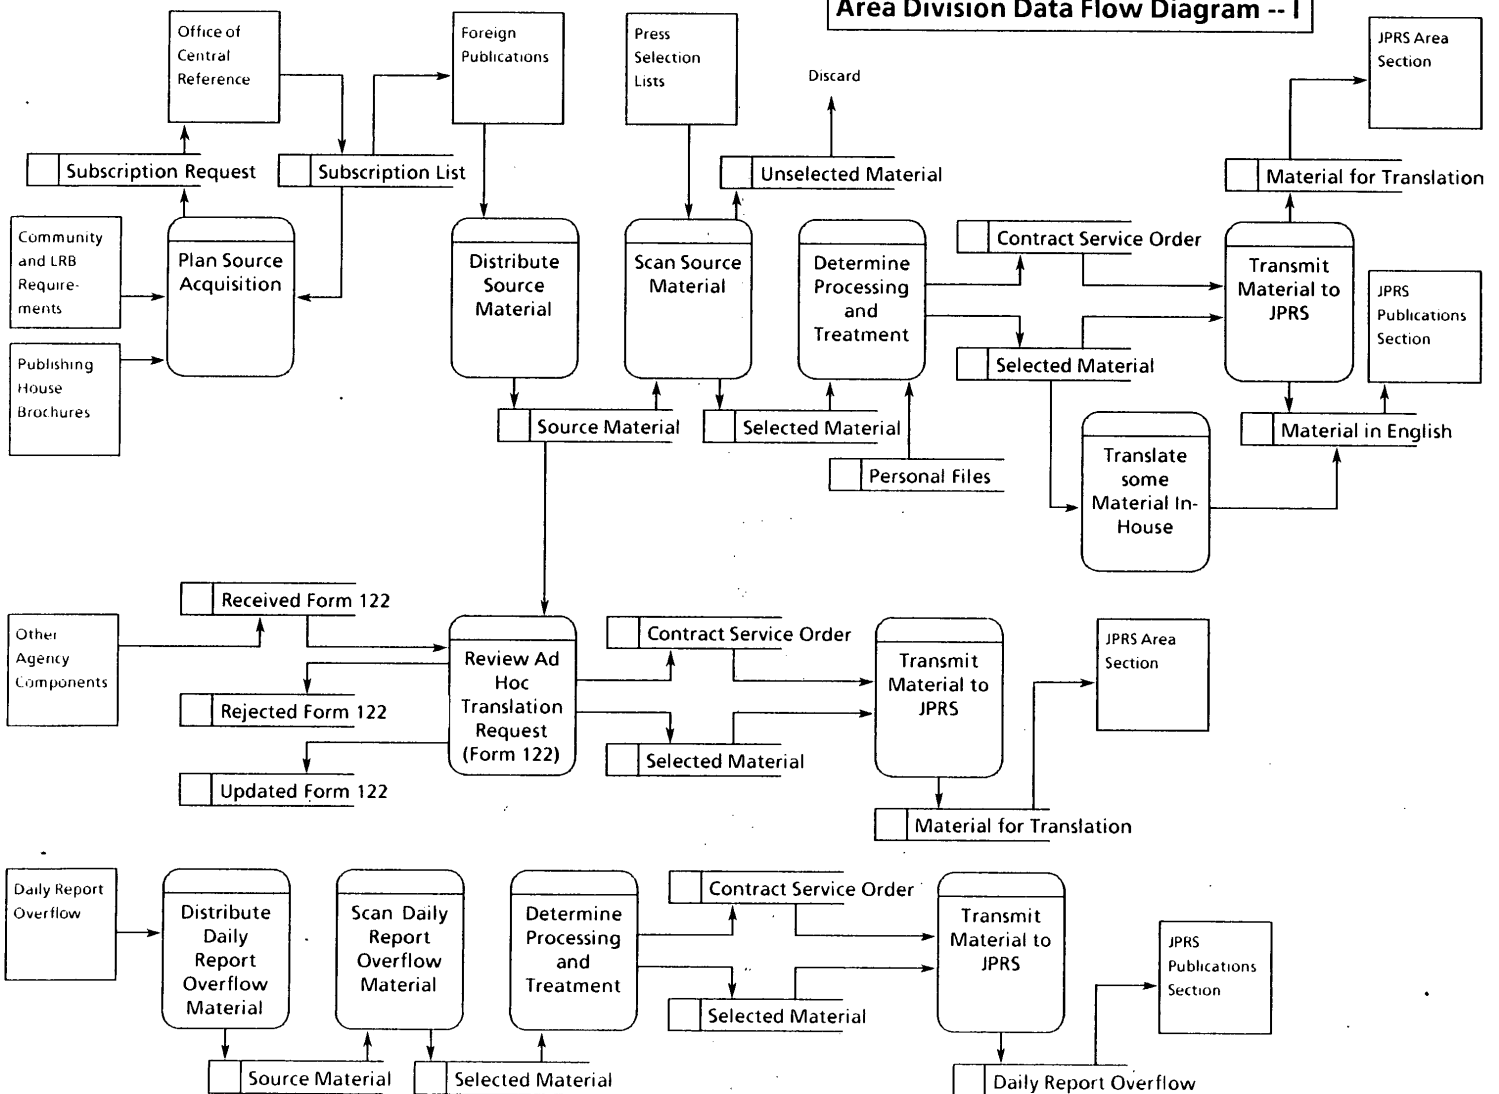 Area Division Data Flow Diagram -- I
Office of
Central
Reference
Foreign
Publications
Press
Selection
Lists
Discard
JPRS Area
Section
Subscription Request
Subscription List
Unselected Material
Material for Translation
Community
and LRB
Require-
ments
Plan Source
Acquisition
Distribute
Source
Material
Scan Source
Material
Determine
Processing
and
Treatment
Contract Service Order
Selected Material
Transmit
Material to
JPRS
JPRS
Publications
Section
Publishing
House
Brochures
Source Material
Selected Material
Personal Files
Material in English
Translate
some
Material In-
House
Other
Agency
Components
Received Form 122
Rejected Form 122
Updated Form 122
Review Ad
Hoc
Translation
Request
(Form 122)
Contract Service Order
Selected Material
Transmit
Material to
JPRS
Material for Translation
JPRS Area
Section
Daily Report
Overflow
Distribute
Daily
Report
Overflow
Material
Scan Daily
Report
Overflow
Material
Determine
Processing
and
Treatment
Contract Service Order
Selected Material
Transmit
Material to
JPRS
JPRS
Publications
Section
Source Material
Selected Material
Daily Report Overflow